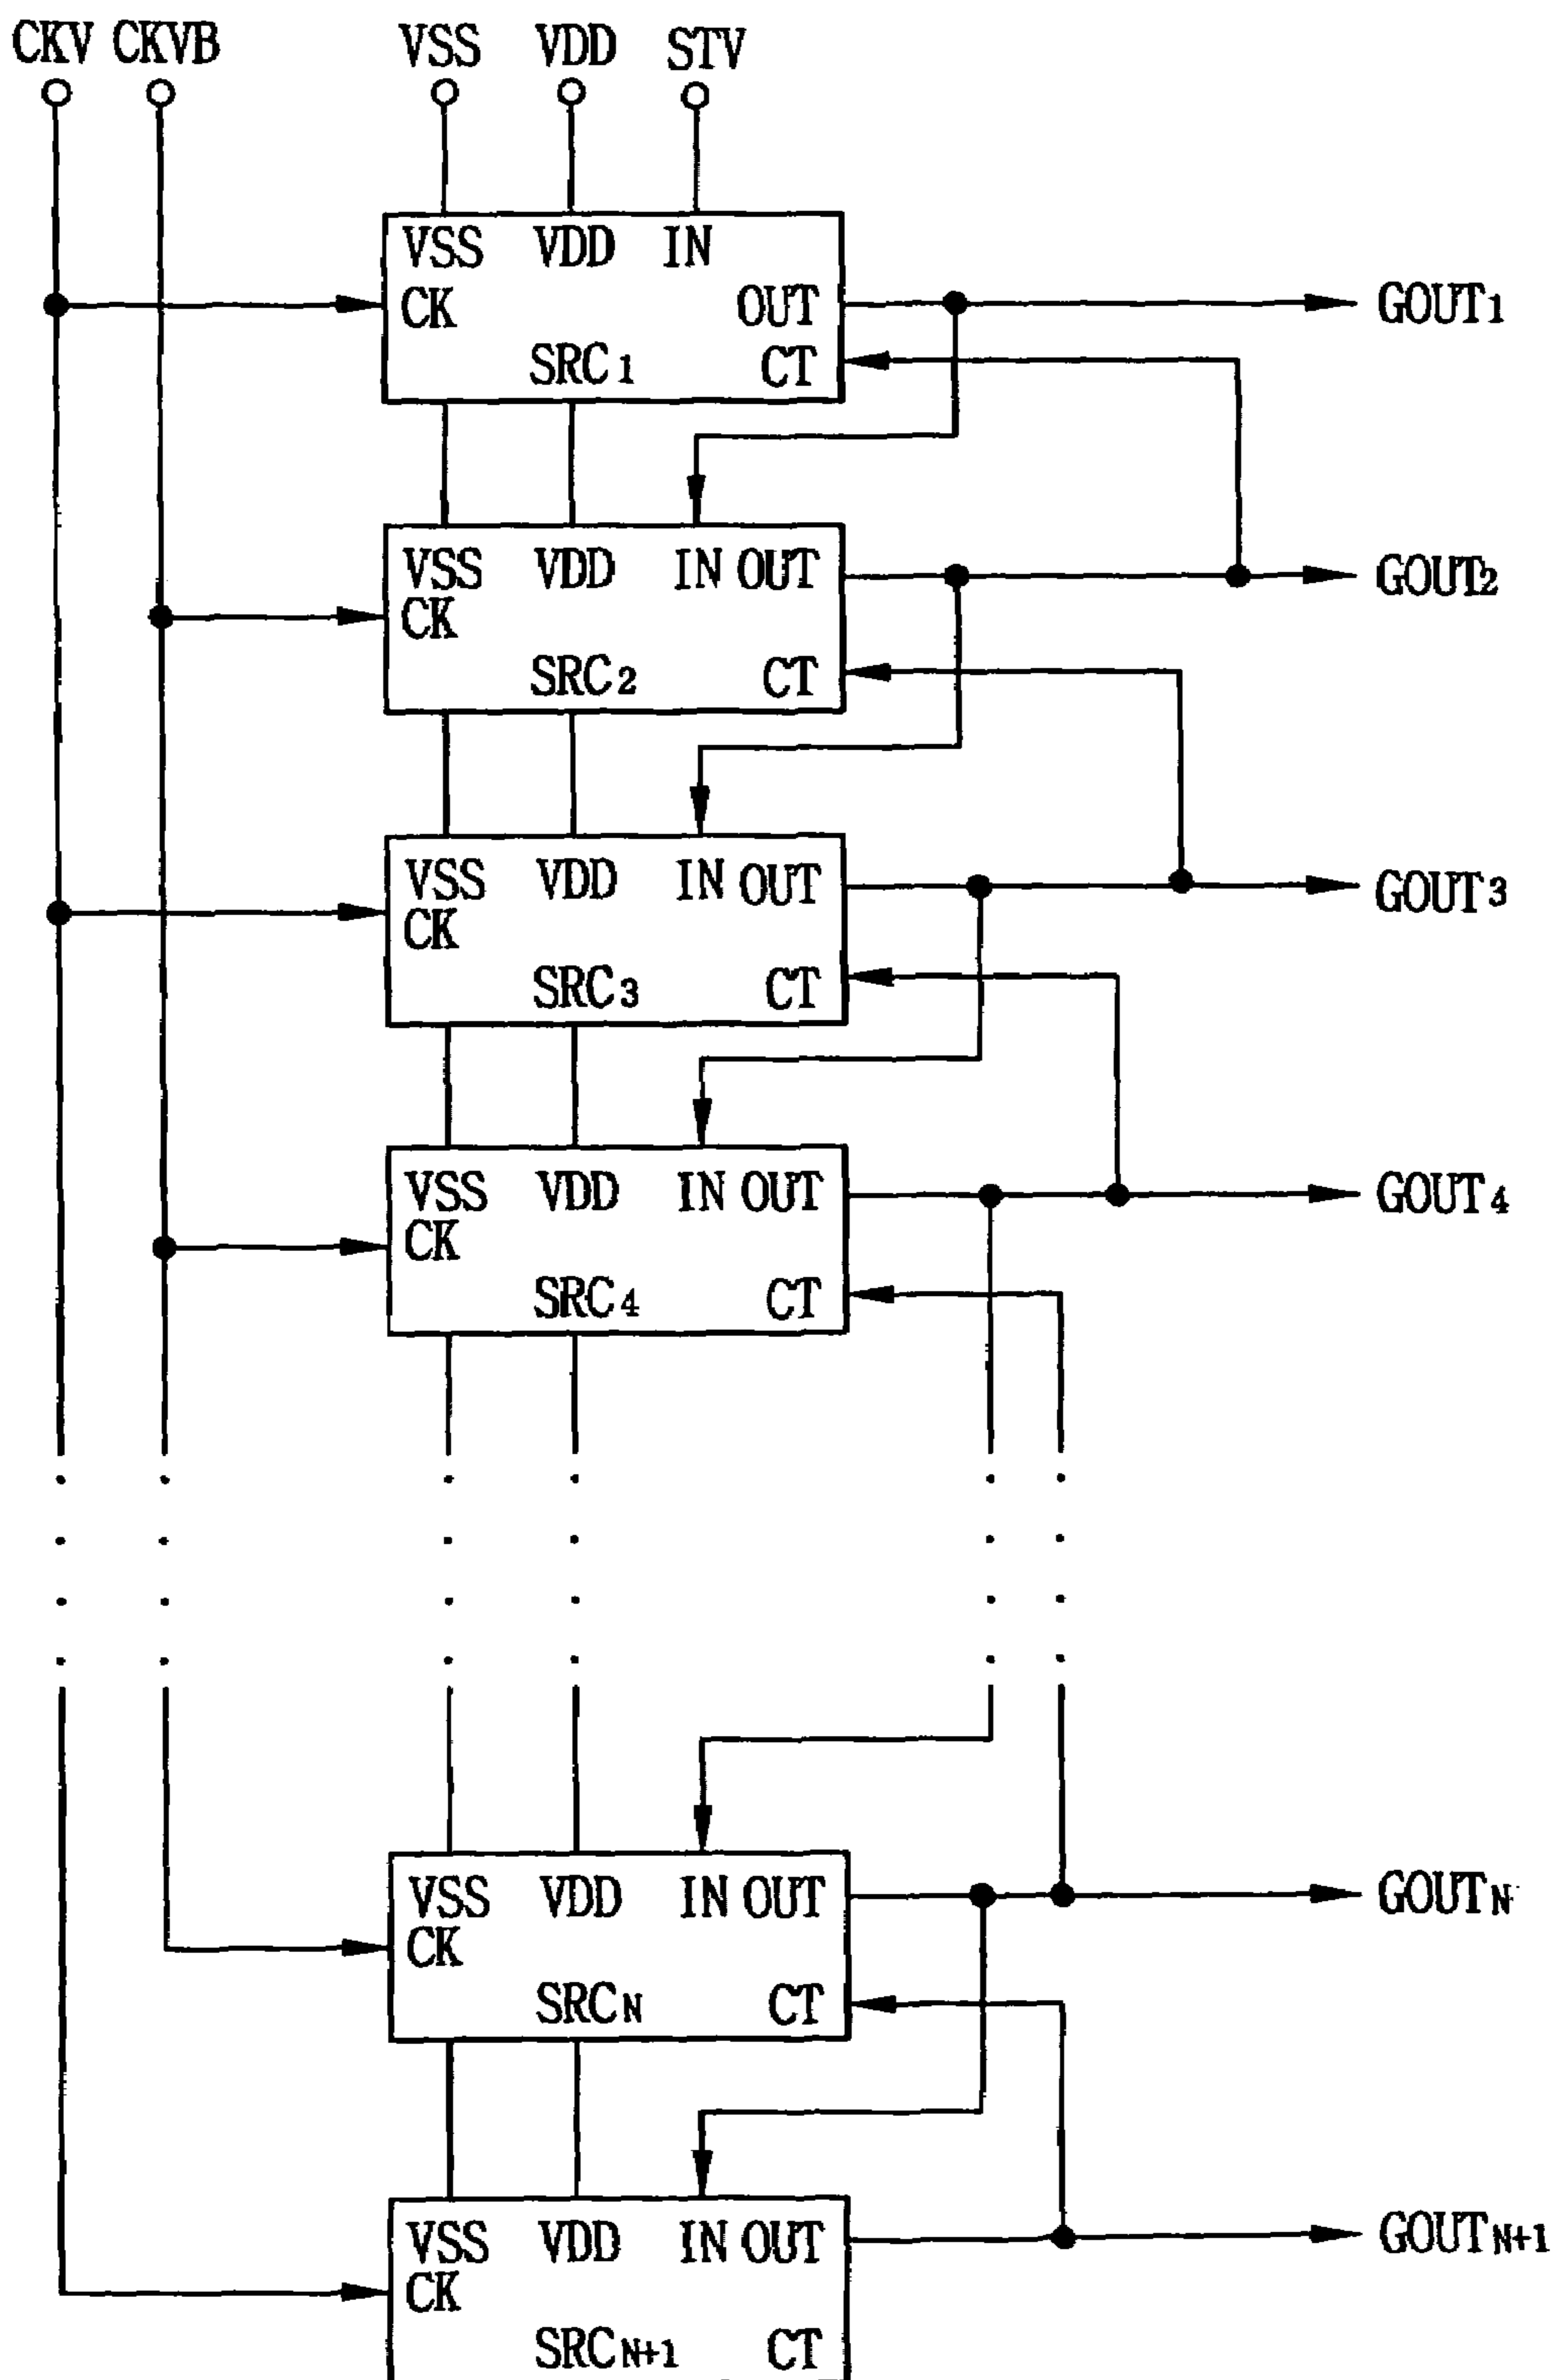 CKV CKVB VSS VDD STV
VSS VDD IN
CK OUT GOUT1
SRC1 CT
VSS VDD IN OUT GOUT2
CK
SRC2 CT
VSS VDD IN OUT GOUT3
CK
SRC3 CT
VSS VDD IN OUT GOUT4
CK
SRC4 CT
VSS VDD IN OUT GOUTN
CK
SRCN CT
VSS VDD IN OUT GOUTN+1
CK
SRCN+1 CT